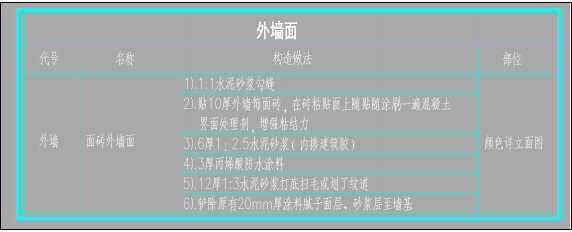 外墙面
代号 名称 构造做法 部位
1).1:1水泥砂浆勾缝
2).贴10厚外墙饰面砖，在砖粘贴面上随贴随涂刷一遍混凝土
界面处理剂，增强粘结力
外墙 面砖外墙面 3).6厚1：2.5水泥砂浆（内掺建筑胶） 颜色详立面图
4).3厚丙烯酸防水涂料
5).12厚1:3水泥砂浆打底扫毛或划了纹道
6).铲除原有20mm厚涂料腻子面层、砂浆层至墙基